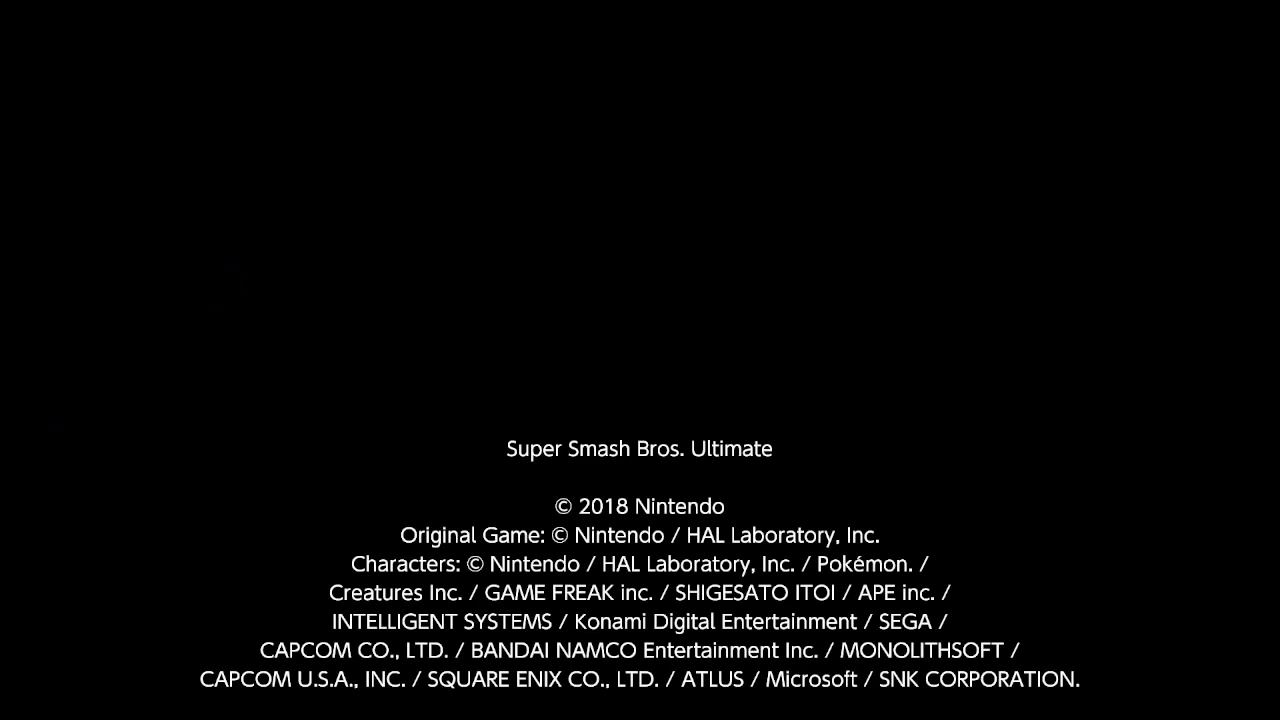 Super Smash Bros. Ultimate
© 2018 Nintendo
Original Game: © Nintendo / HAL Laboratory, Inc.
Characters: © Nintendo / HAL Laboratory, Inc. / Pokémon. /
Creatures Inc. / GAME FREAK inc. / SHIGESATO ITOI / APE inc. /
INTELLIGENT SYSTEMS / Konami Digital Entertainment / SEGA /
CAPCOM CO., LTD. / BANDAI NAMCO Entertainment Inc. / MONOLITHSOFT /
CAPCOM U.S.A., INC. / SQUARE ENIX CO., LTD. / ATLUS / Microsoft / SNK CORPORATION.